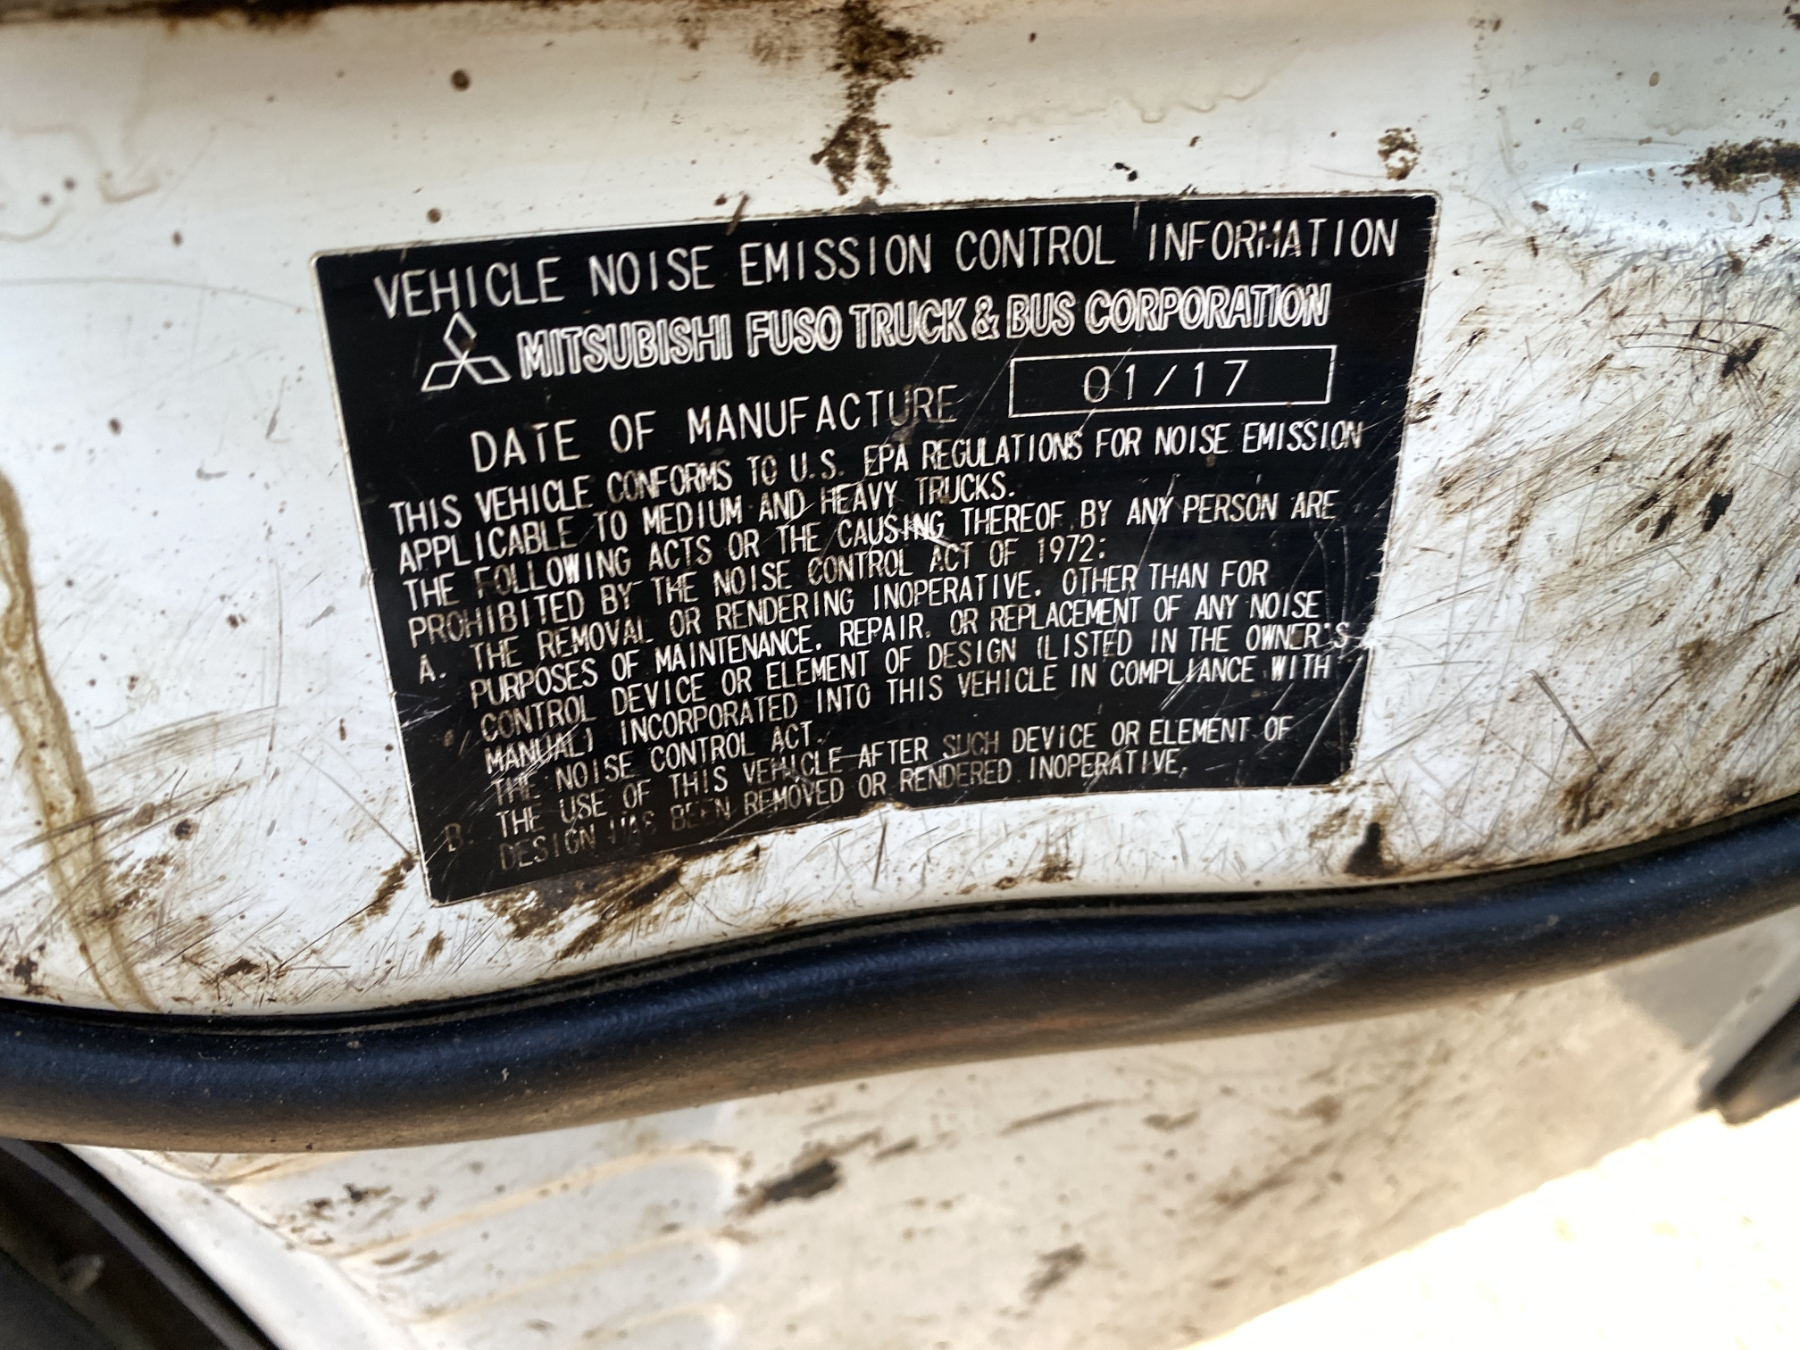 VEHICLE NOISE EMISSION CONTROL INFORMATION
MITSUBISHI FUSO TRUCK & BUS CORPORATION
DATE OF MANUFACTURE 01/17
THIS VEHICLE CONFORMS TO U.S. EPA REGULATIONS FOR NOISE EMISSION
APPLICABLE TO MEDIUM AND HEAVY TRUCKS.
THE FOLLOWING ACTS OR THE CAUSING THEREOF BY ANY PERSON ARE
PROHIBITED BY THE NOISE CONTROL ACT OF 1972:
A. THE REMOVAL OR RENDERING INOPERATIVE, OTHER THAN FOR
PURPOSES OF MAINTENANCE, REPAIR, OR REPLACEMENT OF ANY NOISE
CONTROL DEVICE OR ELEMENT OF DESIGN (LISTED IN THE OWNER'S
MANUAL) INCORPORATED INTO THIS VEHICLE IN COMPLIANCE WITH
THE NOISE CONTROL ACT.
B. THE USE OF THIS VEHICLE AFTER SUCH DEVICE OR ELEMENT OF
DESIGN HAS BEEN REMOVED OR RENDERED INOPERATIVE.